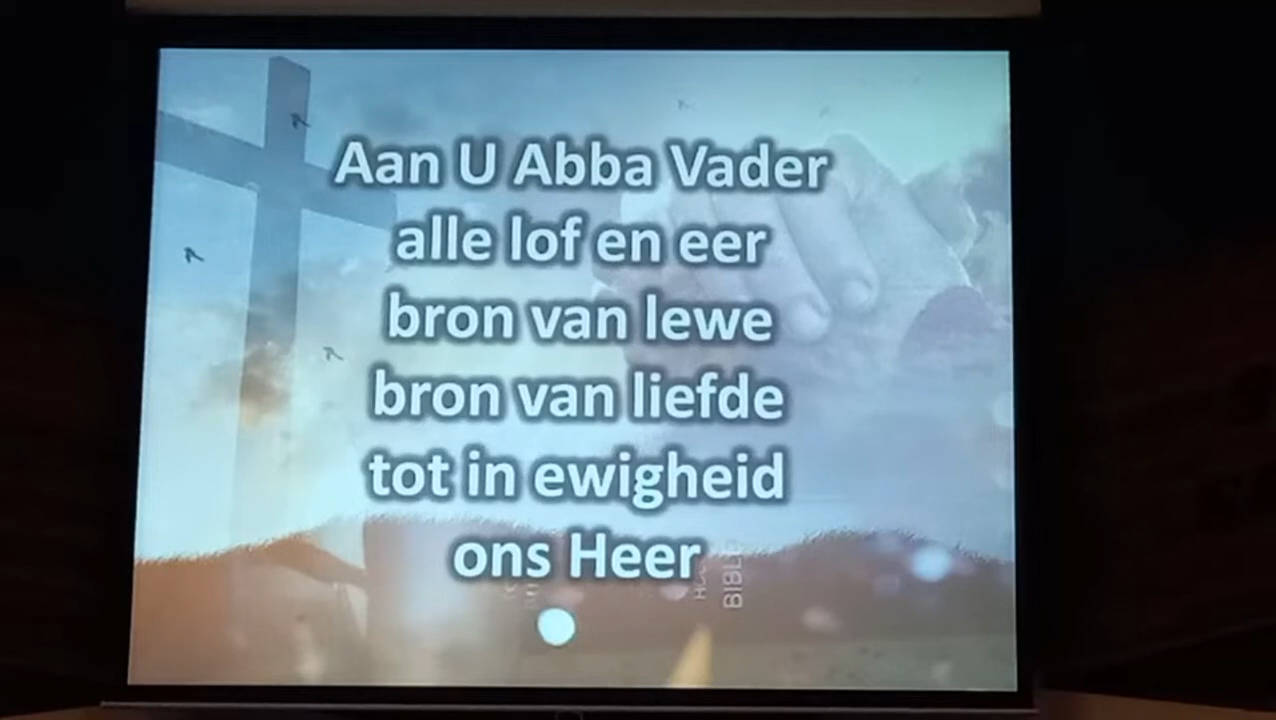 Aan U Abba Vader
alle lof en eer
bron van lewe
bron van liefde
tot in ewigheid
ons Heer
BIBLE